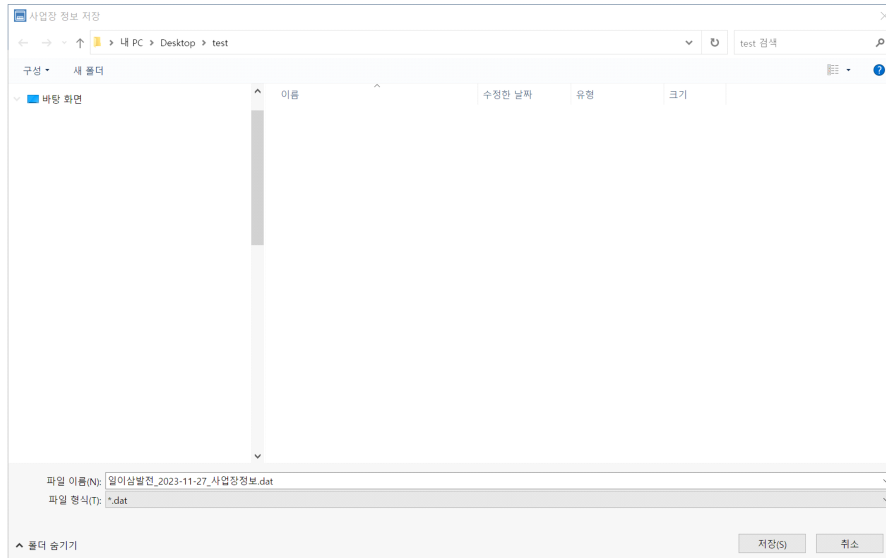 사업장 정보 저장
내 PC > Desktop > test
test 검색
구성
새 폴더
바탕 화면
이름 수정한 날짜 유형 크기
파일 이름(N): 일이삼발전_2023-11-27_사업장정보.dat
파일 형식(T): *.dat
폴더 숨기기
저장(S)
취소